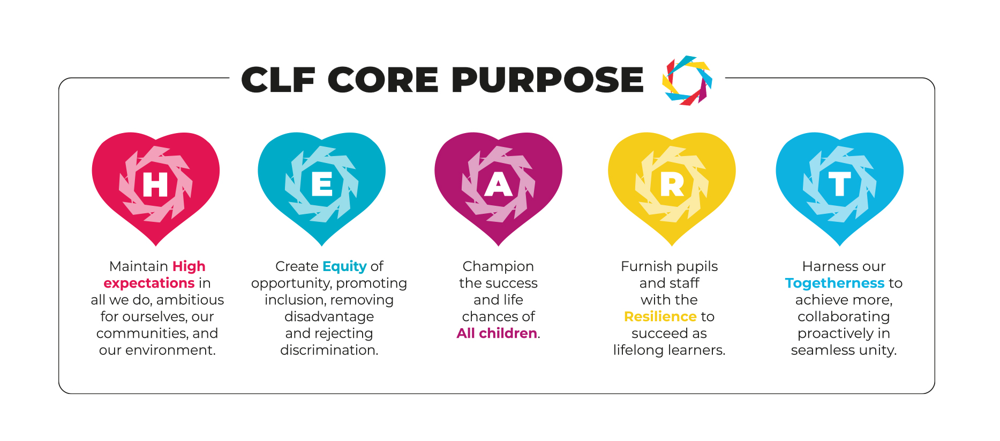 CLF CORE PURPOSE
H
Maintain High
expectations in
all we do, ambitious
for ourselves, our
communities, and
our environment.
E
Create Equity of
opportunity, promoting
inclusion, removing
disadvantage
and rejecting
discrimination.
A
Champion
the success
and life
chances of
All children.
R
Furnish pupils
and staff
with the
Resilience to
succeed as
lifelong learners.
T
Harness our
Togetherness to
achieve more,
collaborating
proactively in
seamless unity.